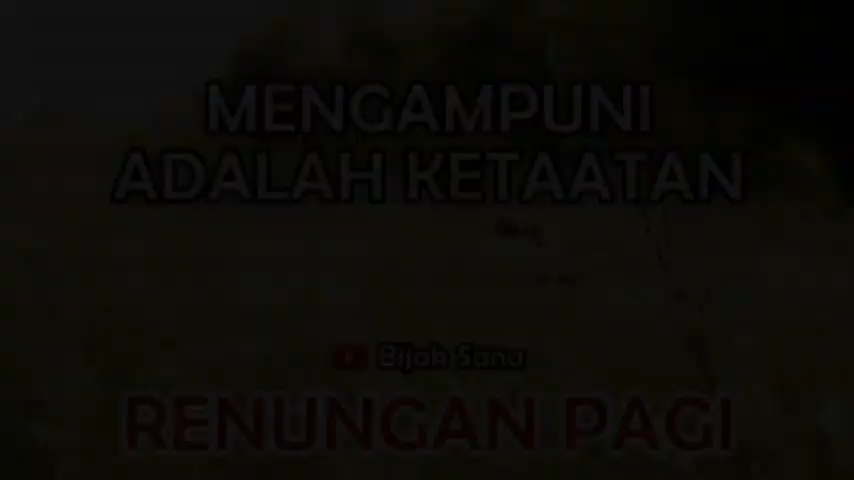 MENGAMPUNI
ADALAH KETAATAN
Bijak Sana
RENUNGAN PAGI